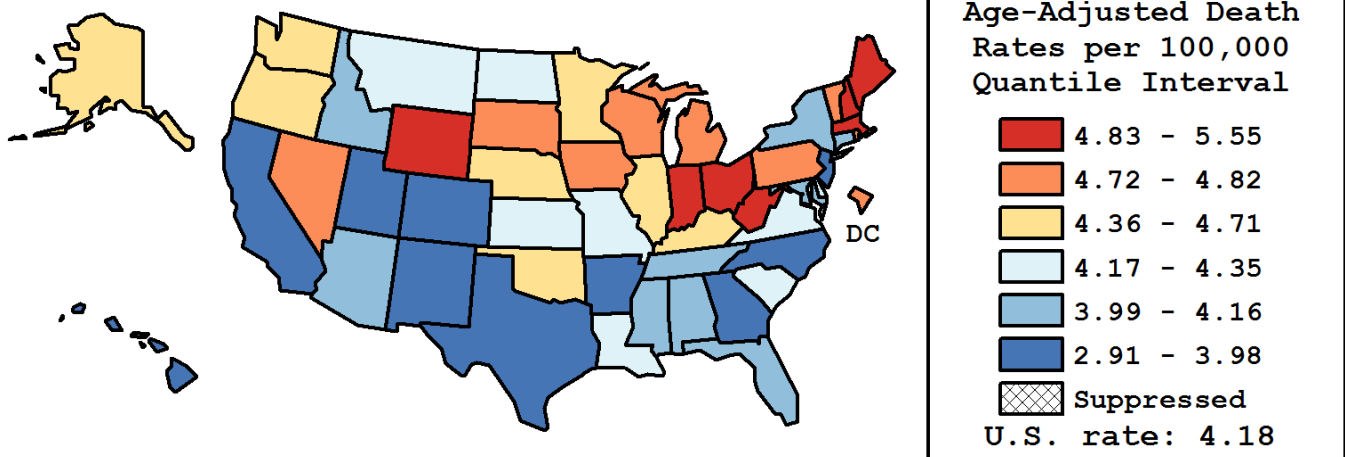 Age-Adjusted Death
Rates per 100,000
Quantile Interval
4.83 - 5.55
4.72 - 4.82
4.36 - 4.71
4.17 - 4.35
3.99 - 4.16
2.91 - 3.98
Suppressed
U.S. rate: 4.18
DC